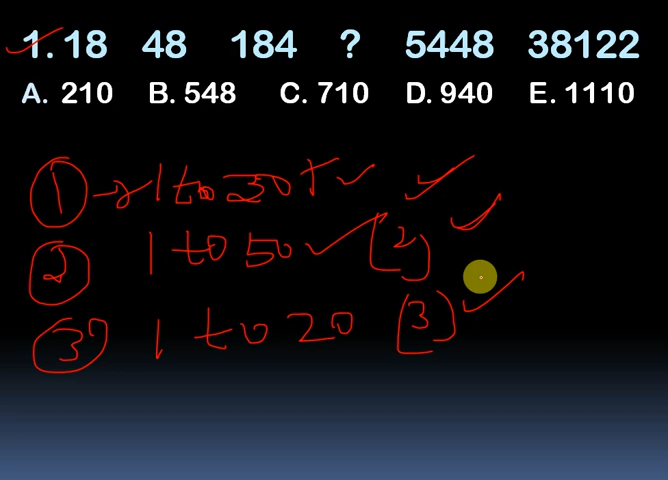 1. 18 48 184 ? 5448 38122
A. 210 B. 548 C. 710 D. 940 E. 1110
1 → 1 to 30
2 1 to 50 (2)
3 1 to 20 (3)